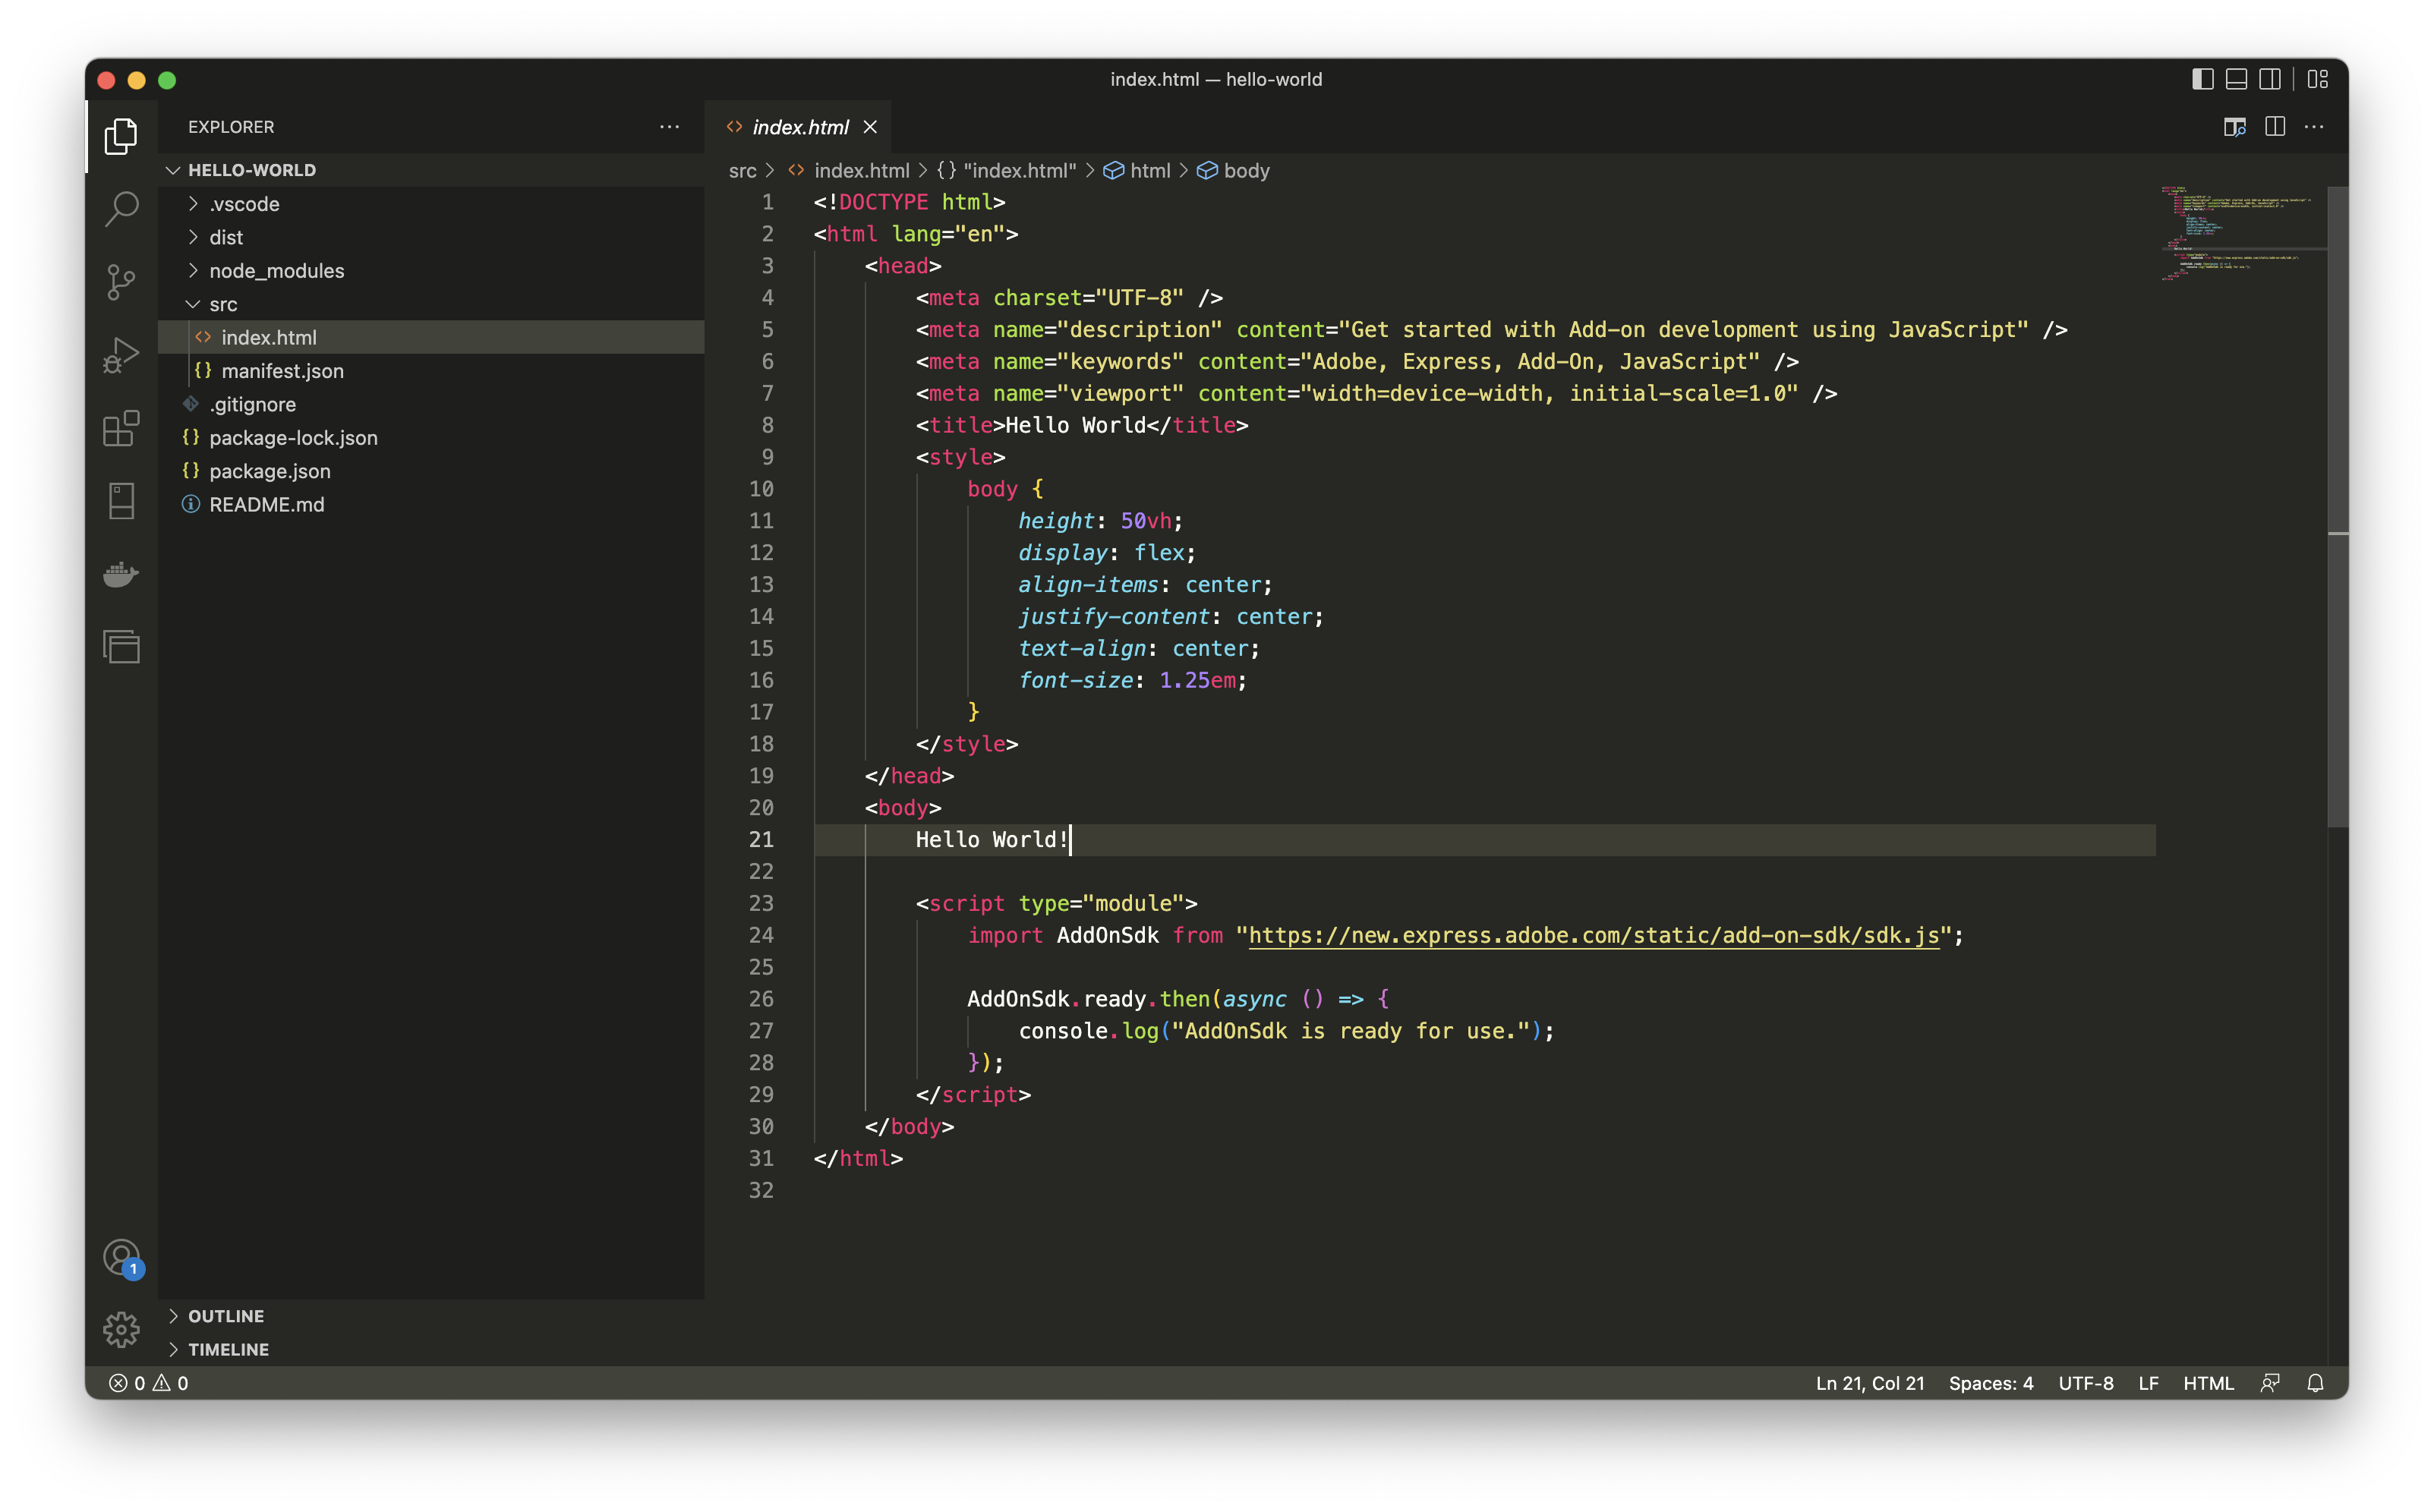 index.html — hello-world
EXPLORER
HELLO-WORLD
.vscode
dist
node_modules
src
index.html
manifest.json
.gitignore
package-lock.json
package.json
README.md
OUTLINE
TIMELINE
1
index.html
src > index.html > {} "index.html" > html > body
1 <!DOCTYPE html>
2 <html lang="en">
3 <head>
4 <meta charset="UTF-8" />
5 <meta name="description" content="Get started with Add-on development using JavaScript" />
6 <meta name="keywords" content="Adobe, Express, Add-On, JavaScript" />
7 <meta name="viewport" content="width=device-width, initial-scale=1.0" />
8 <title>Hello World</title>
9 <style>
10 body {
11 height: 50vh;
12 display: flex;
13 align-items: center;
14 justify-content: center;
15 text-align: center;
16 font-size: 1.25em;
17 }
18 </style>
19 </head>
20 <body>
21 Hello World!
22
23 <script type="module">
24 import AddOnSdk from "https://new.express.adobe.com/static/add-on-sdk/sdk.js";
25
26 AddOnSdk.ready.then(async () => {
27 console.log("AddOnSdk is ready for use.");
28 });
29 </script>
30 </body>
31 </html>
32
0 0
Ln 21, Col 21 Spaces: 4 UTF-8 LF HTML